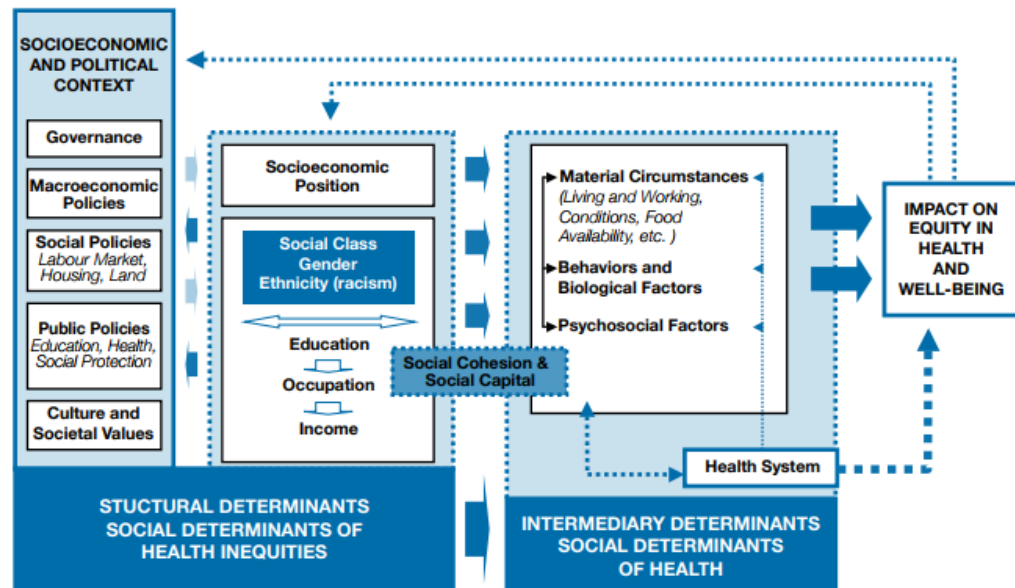 SOCIOECONOMIC
AND POLITICAL
CONTEXT
Governance
Macroeconomic
Policies
Social Policies
Labour Market,
Housing, Land
Public Policies
Education, Health,
Social Protection
Culture and
Societal Values
Socioeconomic
Position
Social Class
Gender
Ethnicity (racism)
Education
Occupation
Income
Social Cohesion &
Social Capital
Material Circumstances
(Living and Working,
Conditions, Food
Availability, etc. )
Behaviors and
Biological Factors
Psychosocial Factors
Health System
IMPACT ON
EQUITY IN
HEALTH
AND
WELL-BEING
STUCTURAL DETERMINANTS
SOCIAL DETERMINANTS OF
HEALTH INEQUITIES
INTERMEDIARY DETERMINANTS
SOCIAL DETERMINANTS
OF HEALTH